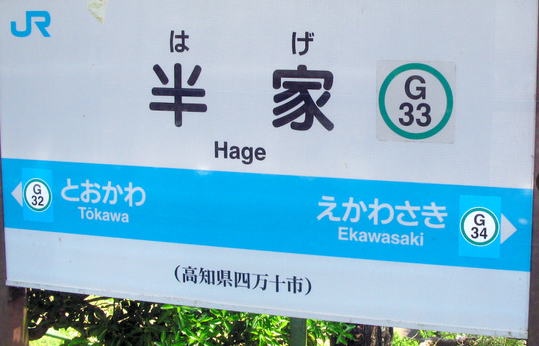 JR
は げ
半 家
G
33
Hage
G
32
とおかわ
Tōkawa
えかわさき
Ekawasaki
G
34
(高知県四万十市)